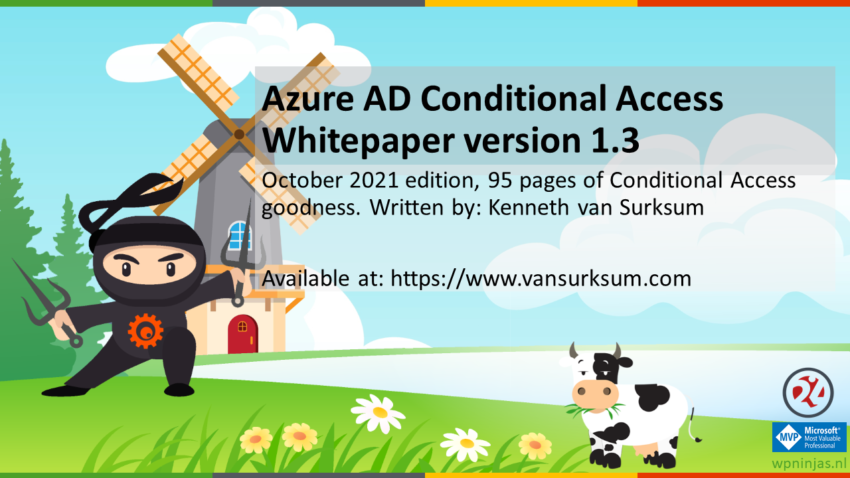 Azure AD Conditional Access
Whitepaper version 1.3
October 2021 edition, 95 pages of Conditional Access
goodness. Written by: Kenneth van Surksum
Available at: https://www.vansurksum.com
MVP
Microsoft®
Most Valuable
Professional
wpninjas.nl